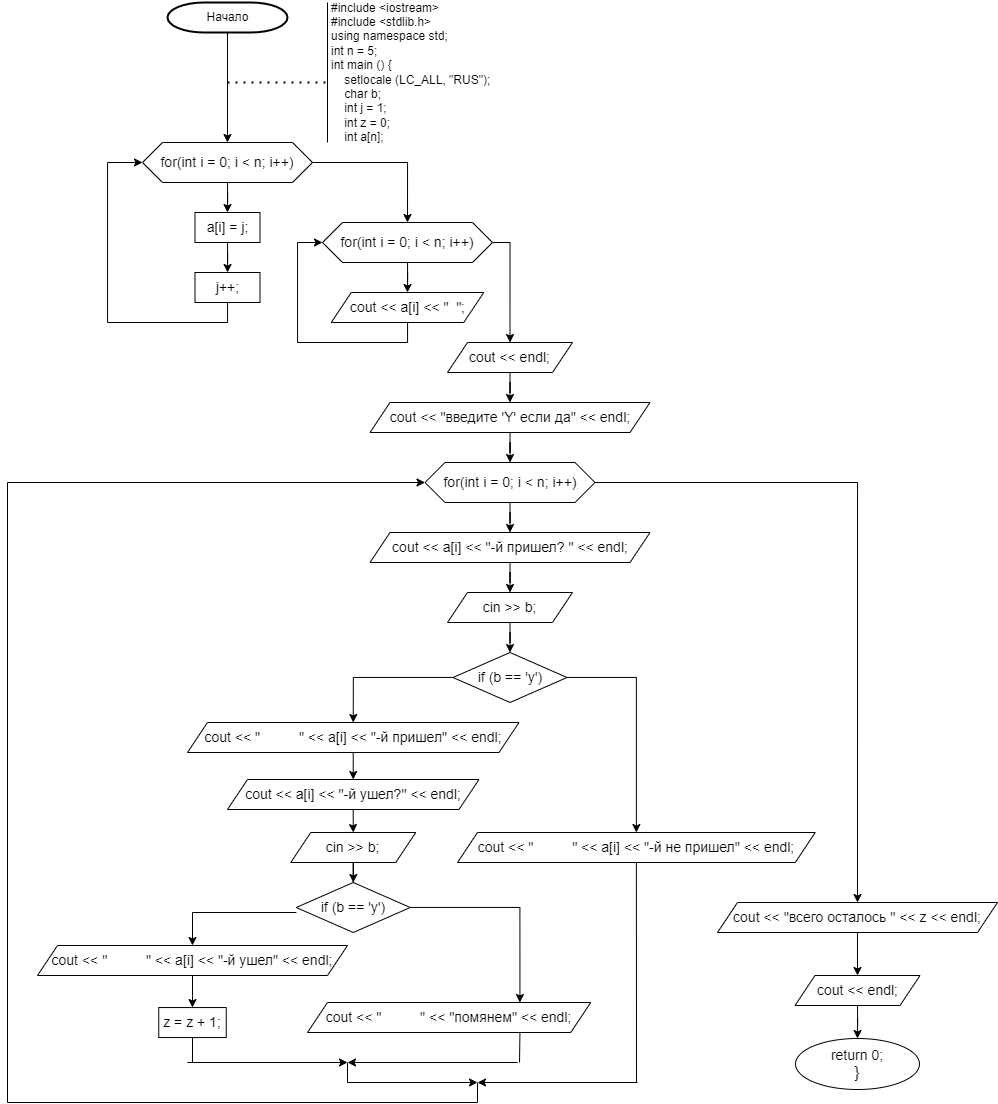 Начало
#include <iostream>
#include <stdlib.h>
using namespace std;
int n = 5;
int main () {
setlocale (LC_ALL, "RUS");
char b;
int j = 1;
int z = 0;
int a[n];
for(int i = 0; i < n; i++)
a[i] = j;
j++;
for(int i = 0; i < n; i++)
cout << a[i] << "  ";
cout << endl;
cout << "введите 'Y' если да" << endl;
for(int i = 0; i < n; i++)
cout << a[i] << "-й пришел? " << endl;
cin >> b;
if (b == 'y')
cout << "          " << a[i] << "-й пришел" << endl;
cout << a[i] << "-й ушел?" << endl;
cin >> b;
cout << "          " << a[i] << "-й не пришел" << endl;
if (b == 'y')
cout << "всего осталось " << z << endl;
cout << "          " << a[i] << "-й ушел" << endl;
cout << endl;
z = z + 1;
cout << "          " << "помянем" << endl;
return 0;
}